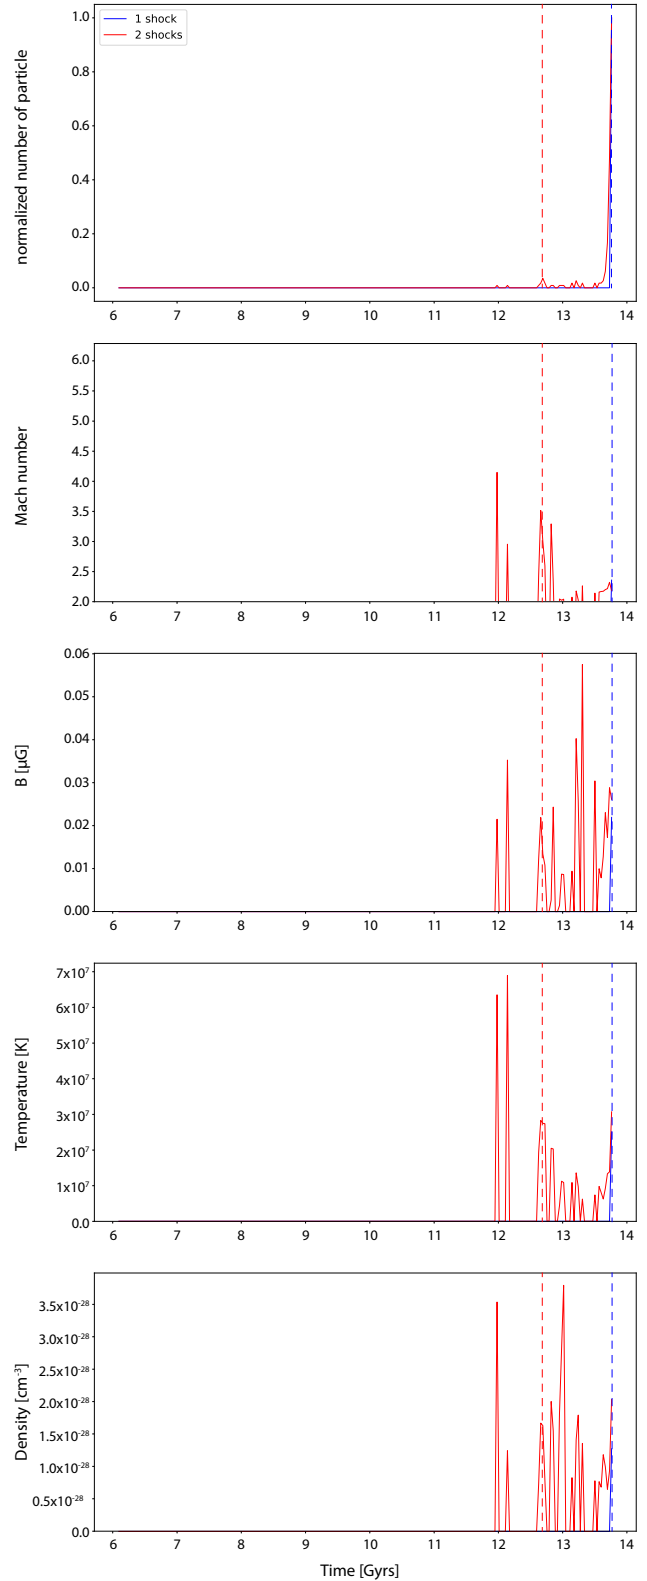 1 shock
2 shocks
normalized number of particle
1.0
0.8
0.6
0.4
0.2
0.0
6 7 8 9 10 11 12 13 14
Mach number
6.0
5.5
5.0
4.5
4.0
3.5
3.0
2.5
2.0
6 7 8 9 10 11 12 13 14
B [μG]
0.06
0.05
0.04
0.03
0.02
0.01
0.00
6 7 8 9 10 11 12 13 14
Temperature [K]
7x10⁷
6x10⁷
5x10⁷
4x10⁷
3x10⁷
2x10⁷
1x10⁷
0.0
6 7 8 9 10 11 12 13 14
Density [cm⁻³]
3.5x10⁻²⁸
3.0x10⁻²⁸
2.5x10⁻²⁸
2.0x10⁻²⁸
1.5x10⁻²⁸
1.0x10⁻²⁸
0.5x10⁻²⁸
0.0
6 7 8 9 10 11 12 13 14
Time [Gyrs]